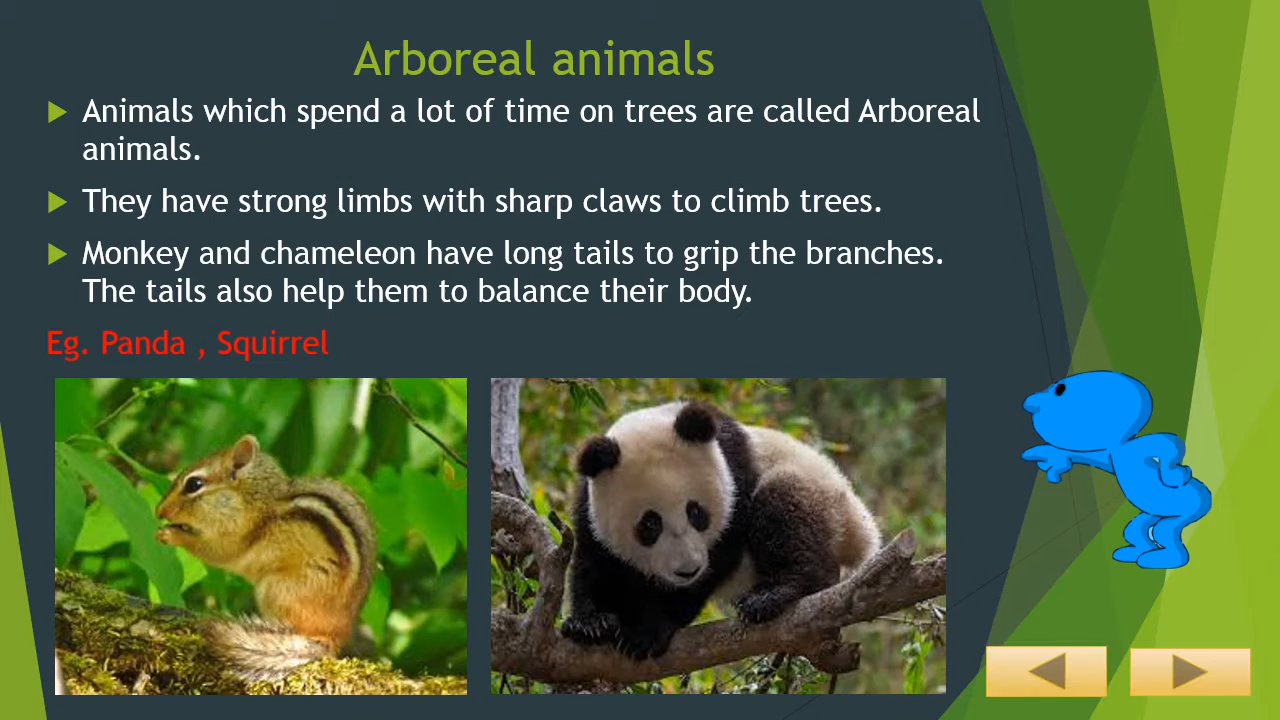 Arboreal animals
Animals which spend a lot of time on trees are called Arboreal
animals.
They have strong limbs with sharp claws to climb trees.
Monkey and chameleon have long tails to grip the branches.
The tails also help them to balance their body.
Eg. Panda , Squirrel